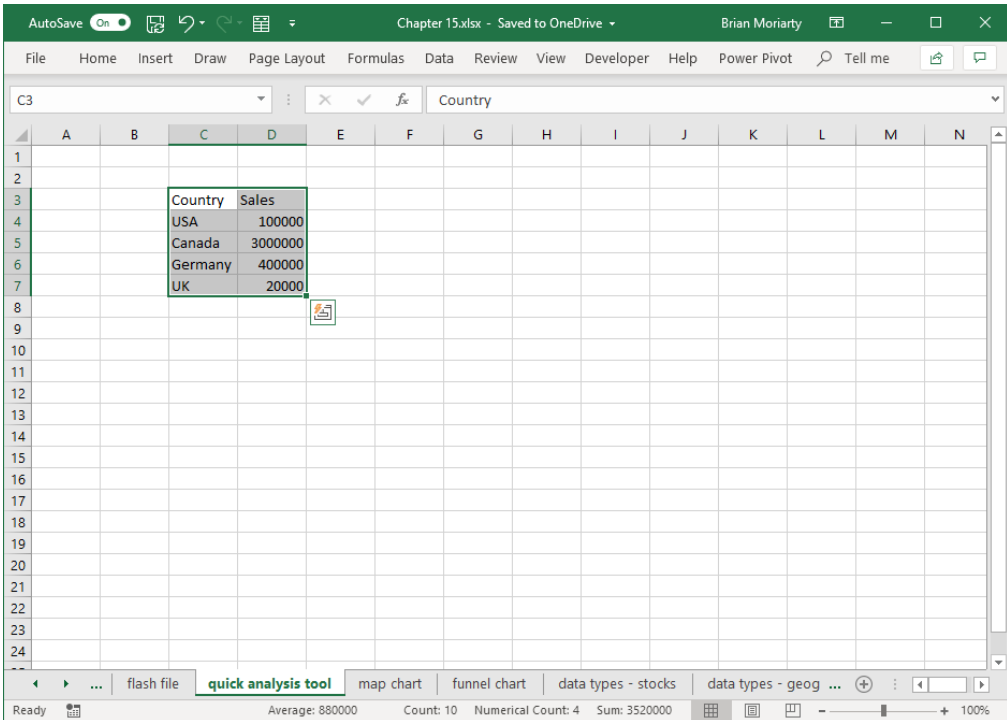 AutoSave On Chapter 15.xlsx - Saved to OneDrive Brian Moriarty
File Home Insert Draw Page Layout Formulas Data Review View Developer Help Power Pivot Tell me
C3 fx Country
A B C D E F G H I J K L M N
1
2
3 Country Sales
4 USA 100000
5 Canada 3000000
6 Germany 400000
7 UK 20000
8
9
10
11
12
13
14
15
16
17
18
19
20
21
22
23
24
... flash file quick analysis tool map chart funnel chart data types - stocks data types - geog ...
Ready Average: 880000 Count: 10 Numerical Count: 4 Sum: 3520000 - + 100%